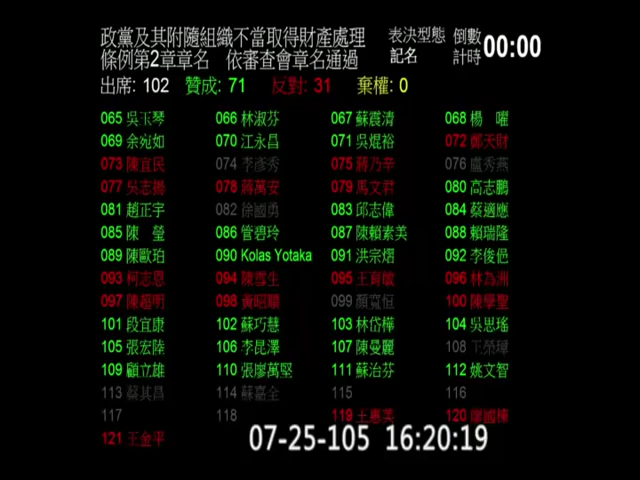 政黨及其附隨組織不當取得財產處理 表決型態 倒數 00:00
條例第2章章名 依審查會章名通過 記名 計時
出席: 102 贊成: 71 反對: 31 棄權: 0
065 吳玉琴 066 林淑芬 067 蘇震清 068 楊 曜
069 余宛如 070 江永昌 071 吳焜裕 072 鄭天財
073 陳宜民 074 李彥秀 075 蔣乃辛 076 盧秀燕
077 吳志揚 078 蔣萬安 079 馬文君 080 高志鵬
081 趙正宇 082 徐國勇 083 邱志偉 084 蔡適應
085 陳 瑩 086 管碧玲 087 陳賴素美 088 賴瑞隆
089 陳歐珀 090 Kolas Yotaka 091 洪宗熠 092 李俊俋
093 柯志恩 094 陳雪生 095 王育敏 096 林為洲
097 陳超明 098 黃昭順 099 顏寬恒 100 陳學聖
101 段宜康 102 蘇巧慧 103 林岱樺 104 吳思瑤
105 張宏陸 106 李昆澤 107 陳曼麗 108 王榮璋
109 顧立雄 110 張廖萬堅 111 蘇治芬 112 姚文智
113 蔡其昌 114 蘇嘉全 115 116
117 118 119 王惠美 120 廖國棟
121 王金平 07-25-105 16:20:19